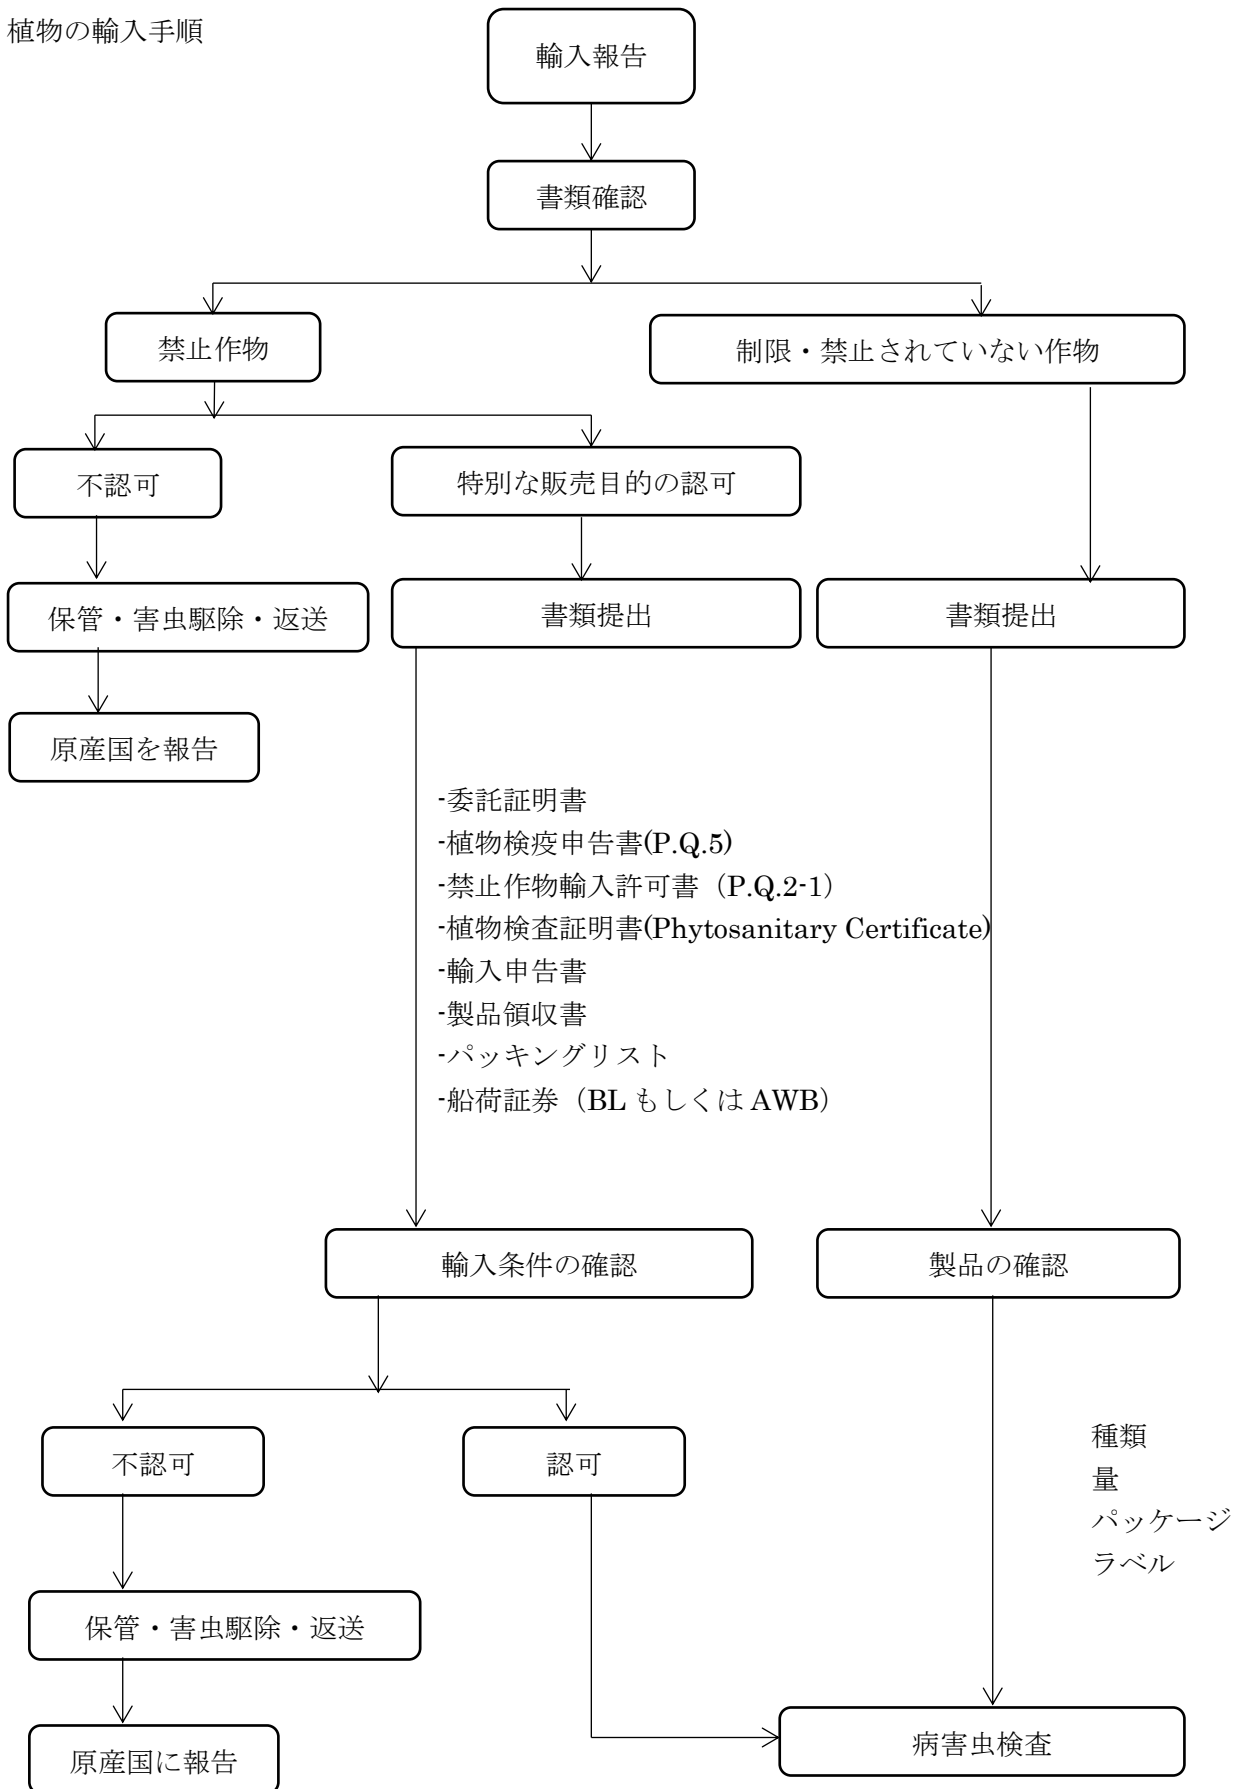 植物の輸入手順
輸入報告
書類確認
禁止作物
制限・禁止されていない作物
不認可
特別な販売目的の認可
保管・害虫駆除・返送
書類提出
書類提出
原産国を報告
-委託証明書
-植物検疫申告書(P.Q.5)
-禁止作物輸入許可書（P.Q.2-1）
-植物検査証明書(Phytosanitary Certificate)
-輸入申告書
-製品領収書
-パッキングリスト
-船荷証券（BL もしくは AWB）
輸入条件の確認
製品の確認
不認可
認可
種類
量
パッケージ
ラベル
保管・害虫駆除・返送
原産国に報告
病害虫検査